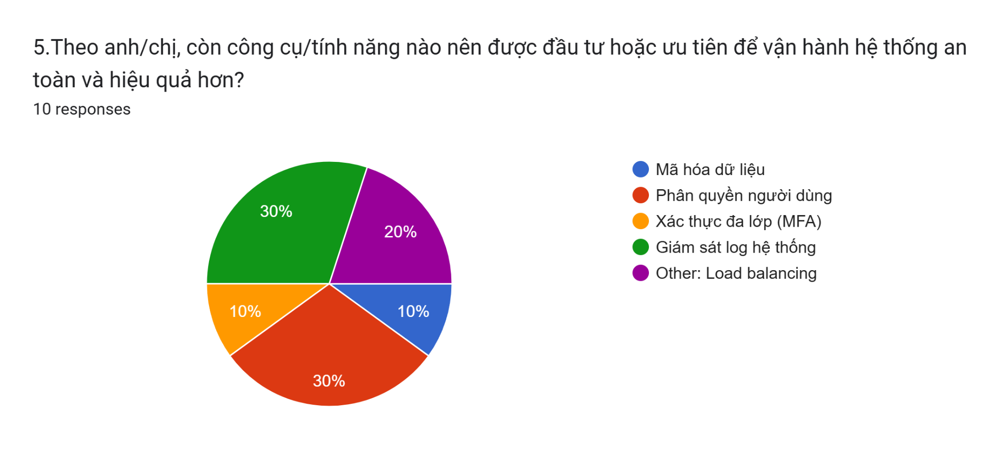 5.Theo anh/chị, còn công cụ/tính năng nào nên được đầu tư hoặc ưu tiên để vận hành hệ thống an
toàn và hiệu quả hơn?
10 responses
30%
20%
10%
10%
30%
Mã hóa dữ liệu
Phân quyền người dùng
Xác thực đa lớp (MFA)
Giám sát log hệ thống
Other: Load balancing